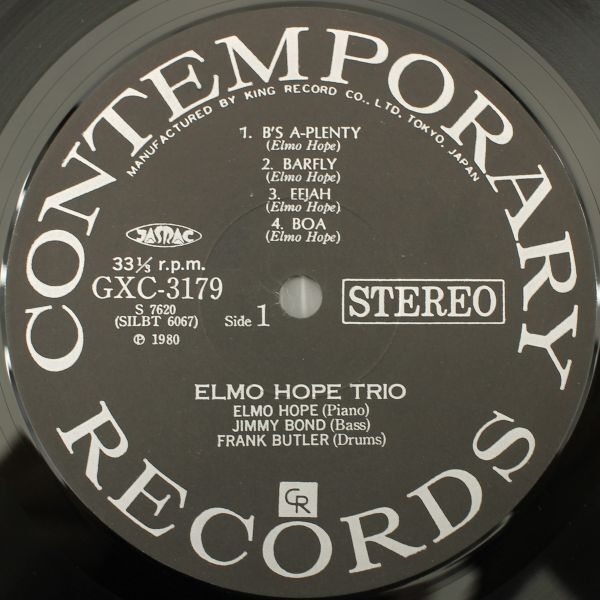 CONTEMPORARY
MANUFACTURED BY KING RECORD CO., LTD. TOKYO, JAPAN
1. B'S A-PLENTY
(Elmo Hope)
2. BARFLY
(Elmo Hope)
3. EEJAH
(Elmo Hope)
4. BOA
(Elmo Hope)
JASRAC
33⅓ r.p.m.
GXC-3179
S 7620
(SILBT 6067)
℗ 1980
Side 1
STEREO
ELMO HOPE TRIO
ELMO HOPE (Piano)
JIMMY BOND (Bass)
FRANK BUTLER (Drums)
CR
RECORDS